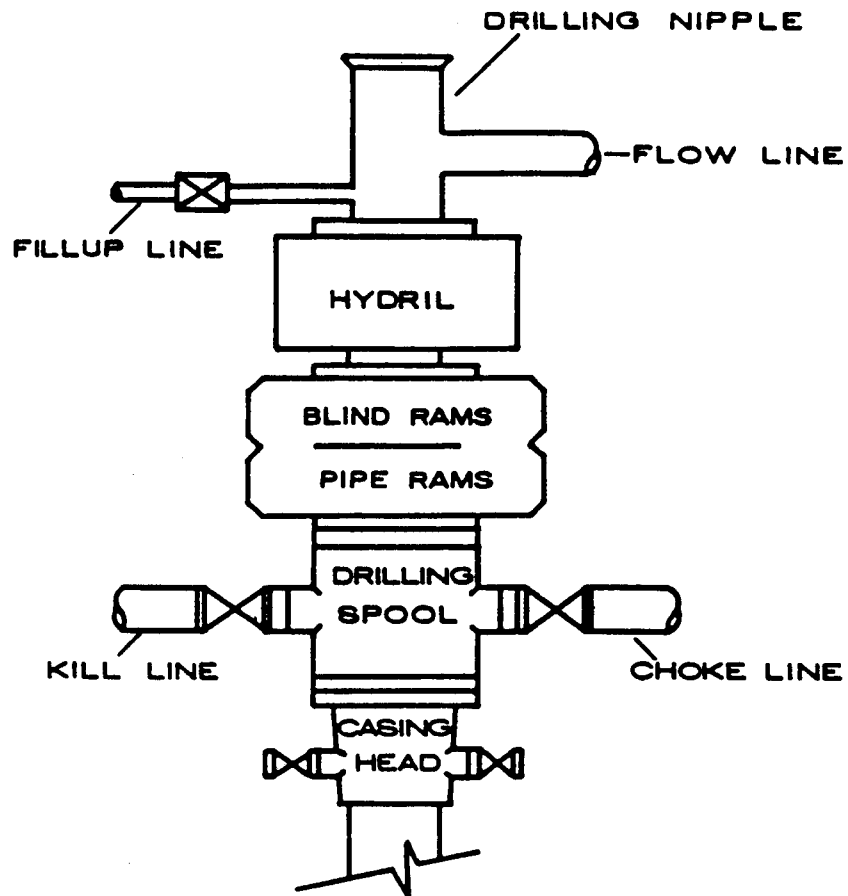 DRILLING NIPPLE
FLOW LINE
FILLUP LINE
HYDRIL
BLIND RAMS
PIPE RAMS
DRILLING
SPOOL
KILL LINE
CHOKE LINE
CASING
HEAD